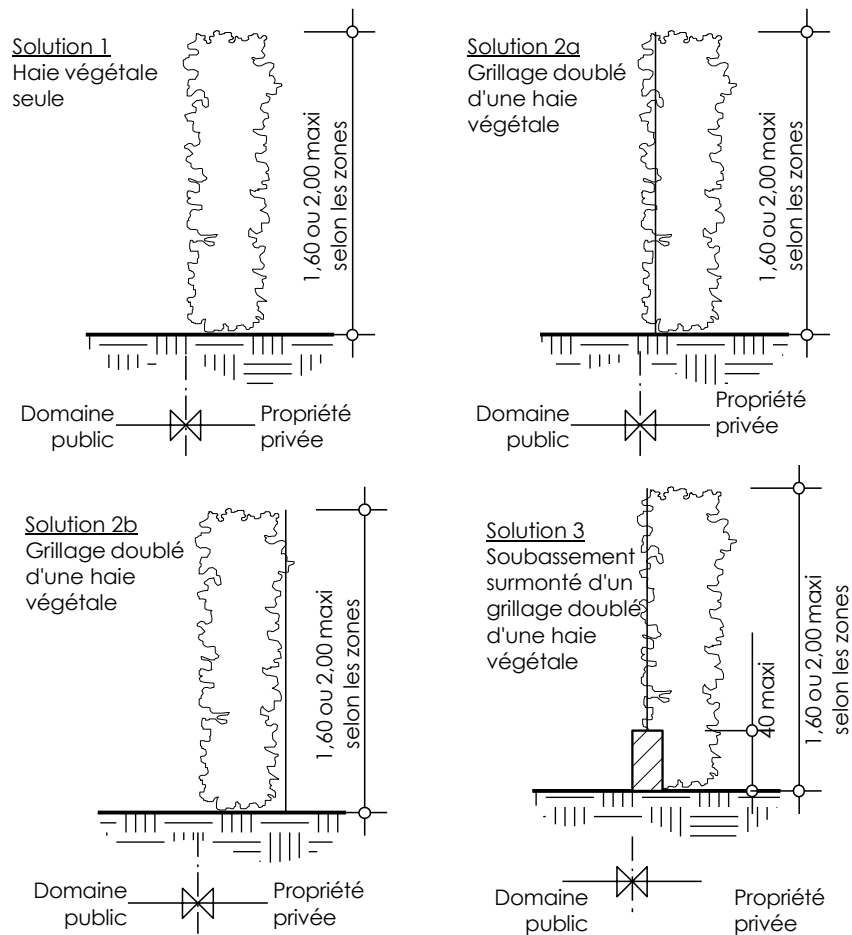 Solution 1
Haie végétale
seule
1,60 ou 2,00 maxi
selon les zones
Domaine
public
Propriété
privée
Solution 2a
Grillage doublé
d'une haie
végétale
1,60 ou 2,00 maxi
selon les zones
Domaine
public
Propriété
privée
Solution 2b
Grillage doublé
d'une haie
végétale
1,60 ou 2,00 maxi
selon les zones
Domaine
public
Propriété
privée
Solution 3
Soubassement
surmonté d'un
grillage doublé
d'une haie
végétale
40 maxi
1,60 ou 2,00 maxi
selon les zones
Domaine
public
Propriété
privée